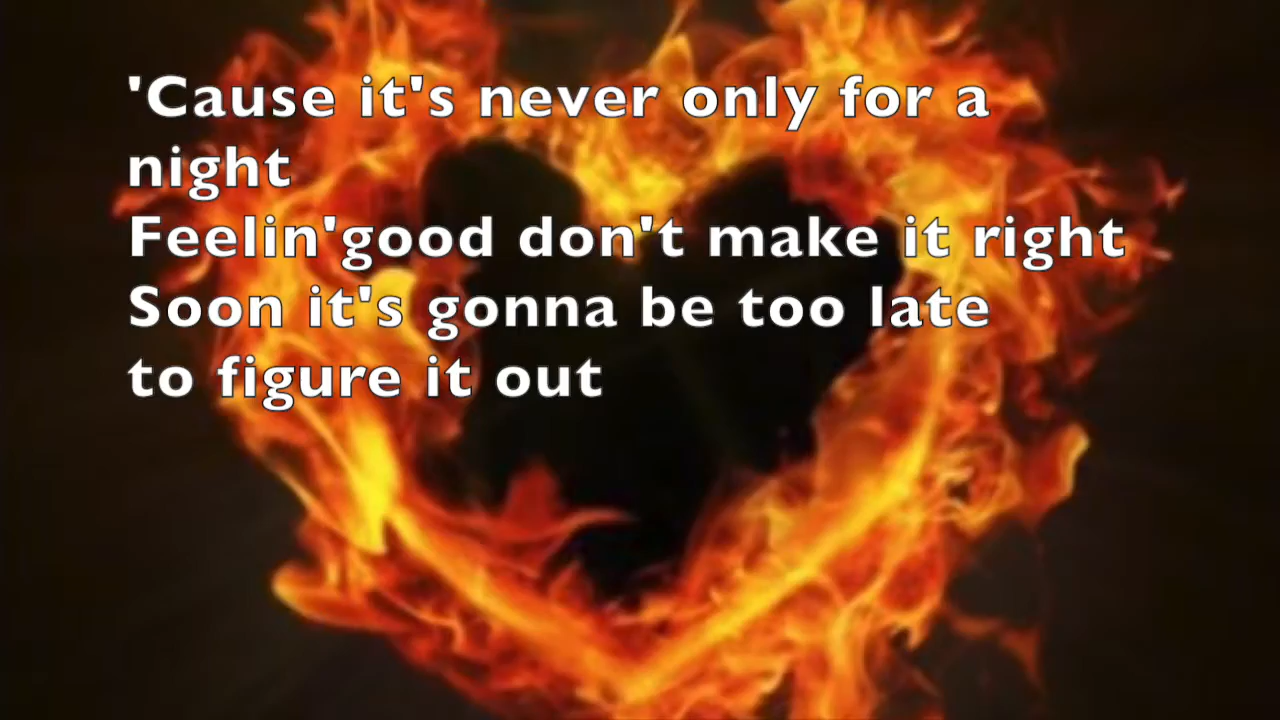 'Cause it's never only for a
night
Feelin'good don't make it right
Soon it's gonna be too late
to figure it out